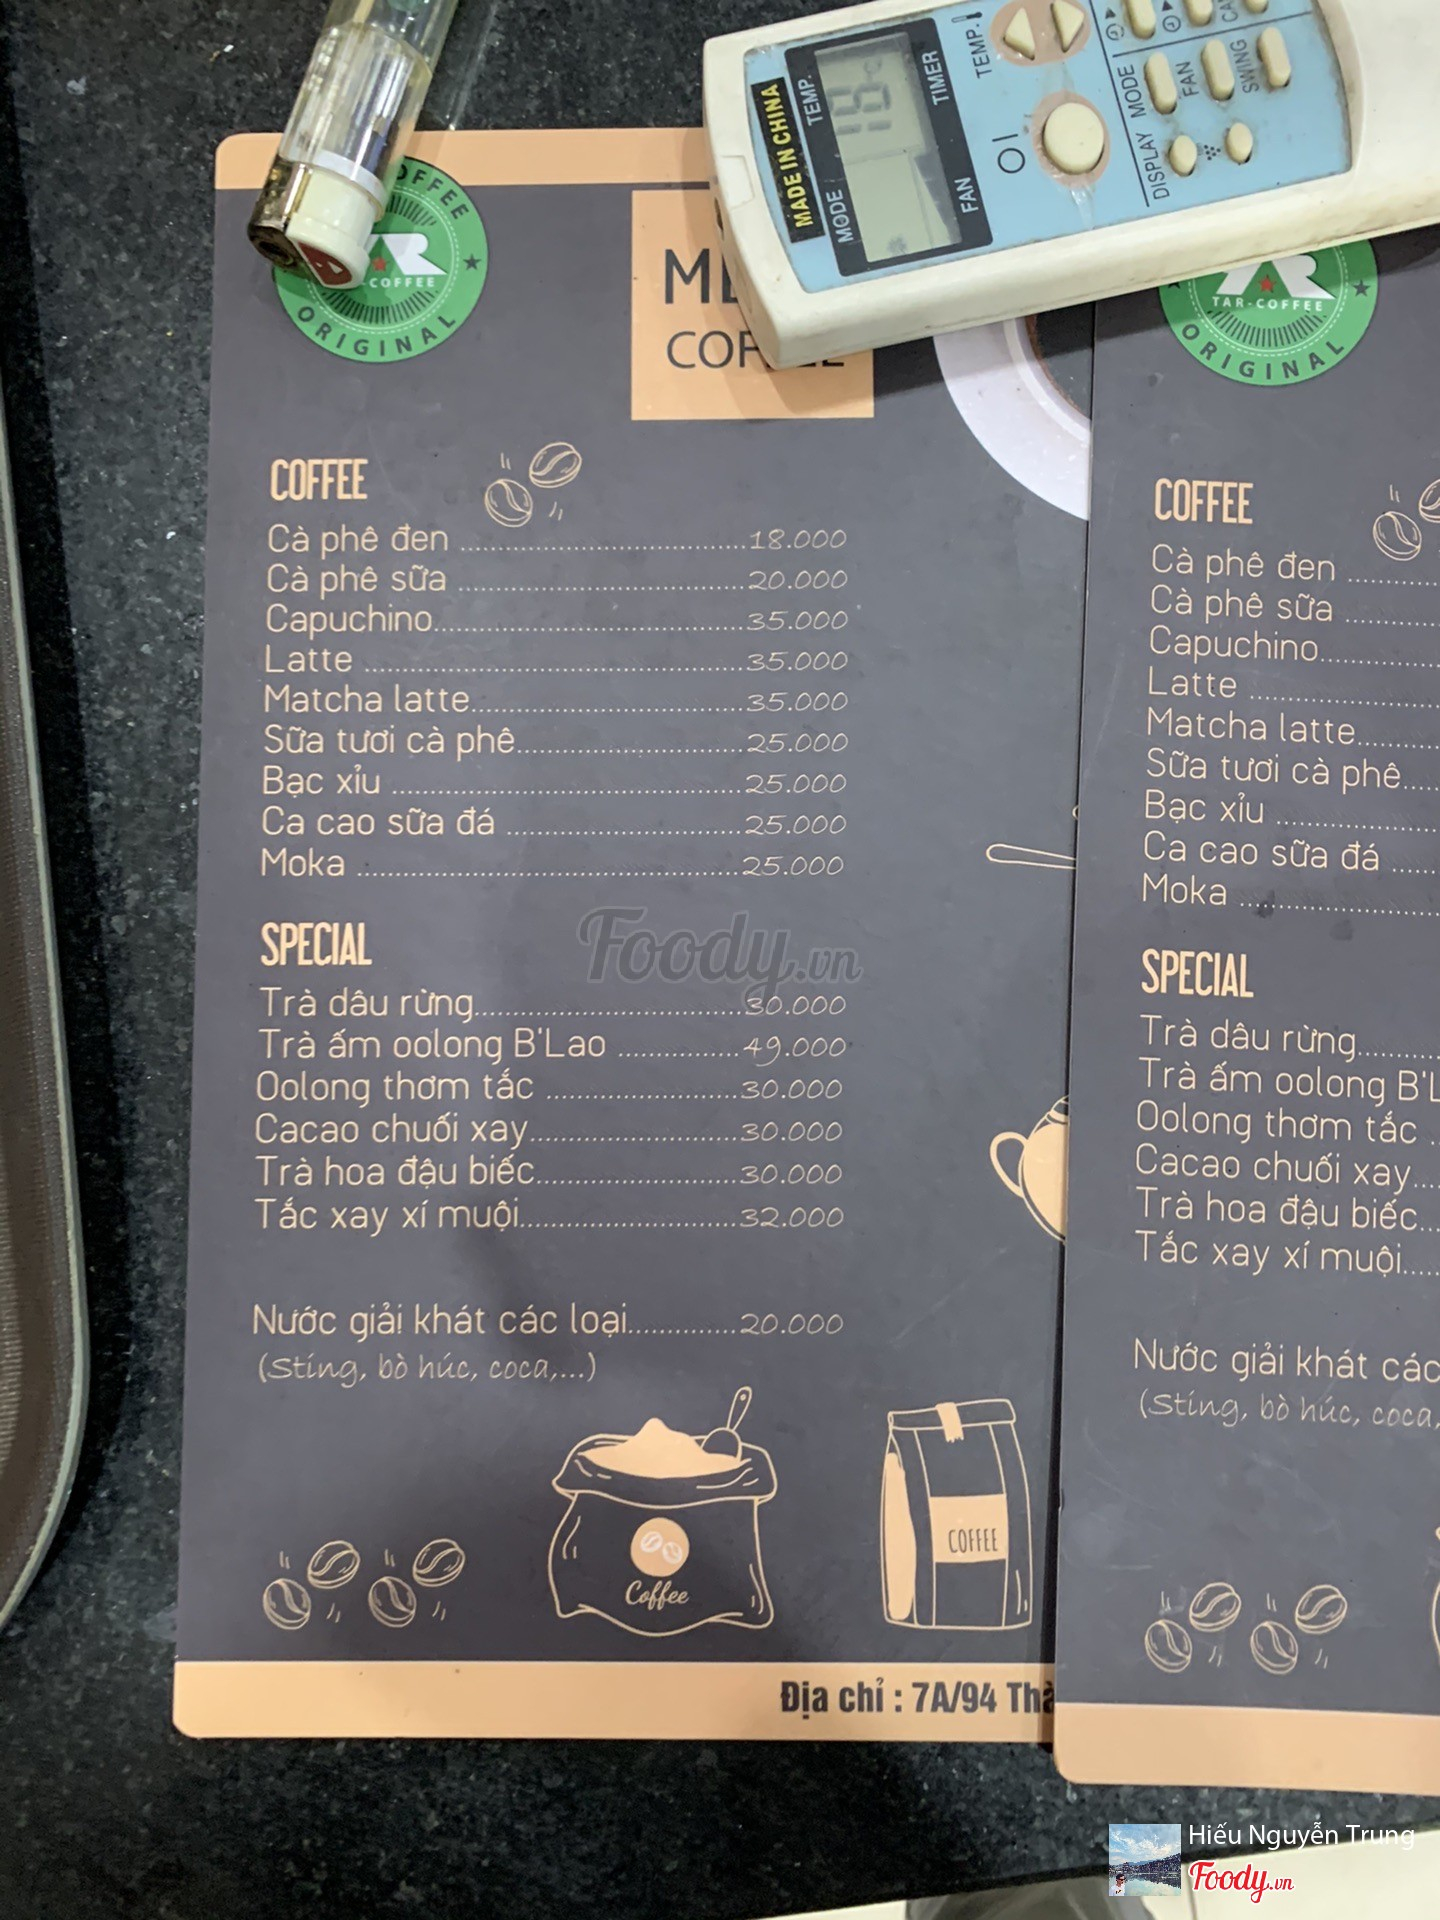 MADE IN CHINA
TEMP.
MODE
18°C
TIMER
FAN
TEMP.
DISPLAY
MODE
FAN
SWING
OFFEE
COFFEE
ORIGINAL
TAR-COFFEE
ORIGINAL
COFFEE
Cà phê đen ........ 18.000
Cà phê sữa ........ 20.000
Capuchino ........ 35.000
Latte ........ 35.000
Matcha latte ........ 35.000
Sữa tươi cà phê ........ 25.000
Bạc xỉu ........ 25.000
Ca cao sữa đá ........ 25.000
Moka ........ 25.000
SPECIAL
Trà dâu rừng ........ 30.000
Trà ấm oolong B'Lao ........ 49.000
Oolong thơm tắc ........ 30.000
Cacao chuối xay ........ 30.000
Trà hoa đậu biếc ........ 30.000
Tắc xay xí muội ........ 32.000
Nước giải khát các loại ........ 20.000
(Sting, bò húc, coca,...)
Coffee
COFFEE
Địa chỉ : 7A/94
COFFEE
Cà phê đen
Cà phê sữa
Capuchino
Latte
Matcha latte
Sữa tươi cà phê
Bạc xỉu
Ca cao sữa đá
Moka
SPECIAL
Trà dâu rừng
Trà ấm oolong B'L
Oolong thơm tắc
Cacao chuối xay
Trà hoa đậu biếc
Tắc xay xí muội
Nước giải khát các
(Sting, bò húc, coca,
Foody.vn
Hiếu Nguyễn Trung
Foody.vn